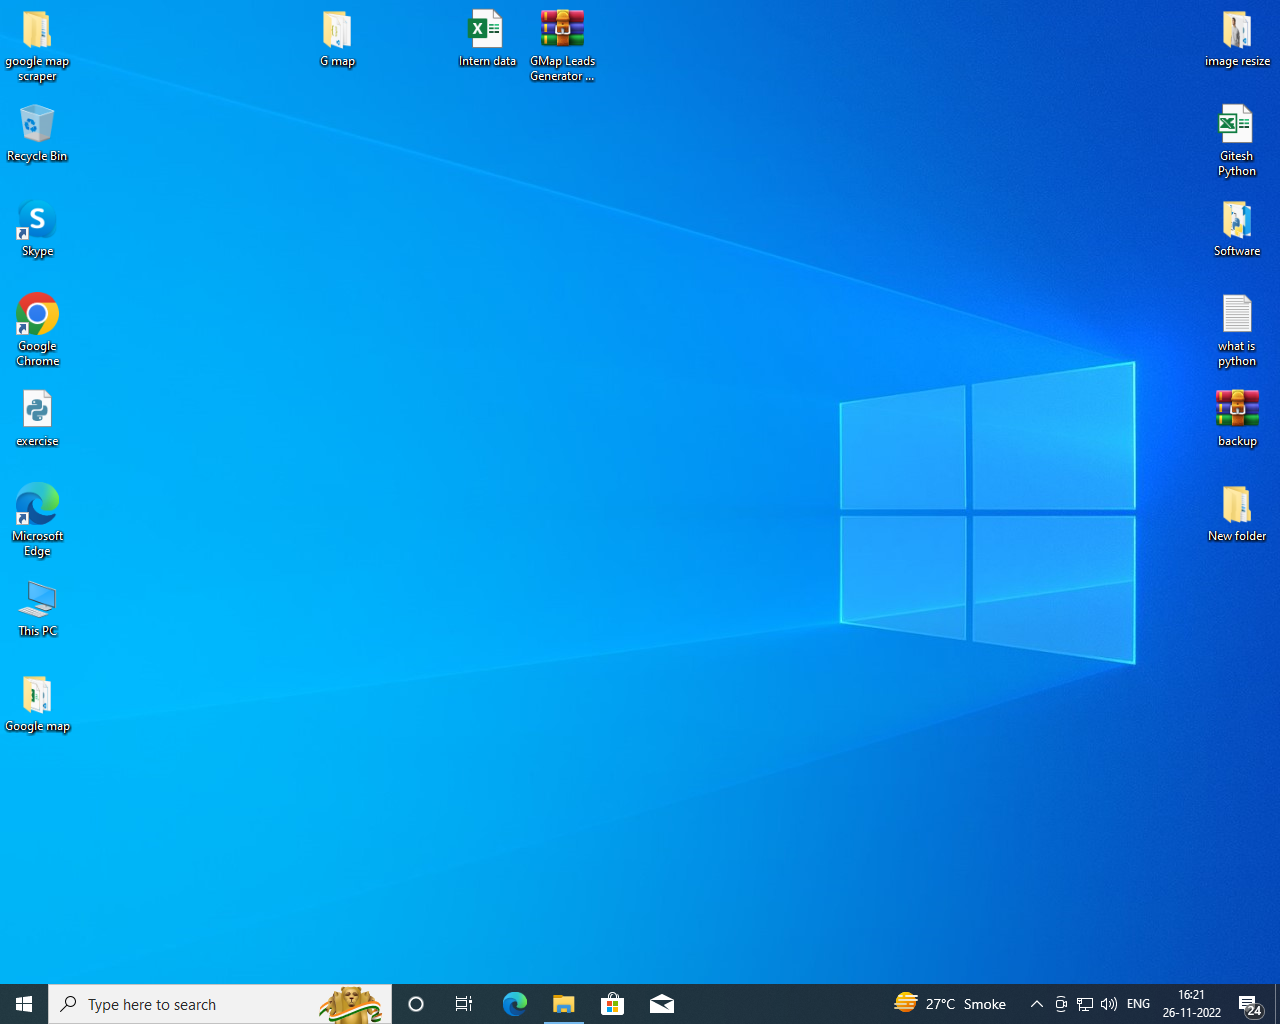 google map
scraper
G map
Intern data
GMap Leads
Generator ...
image resize
Recycle Bin
Gitesh
Python
S
Skype
Software
Google
Chrome
what is
python
exercise
backup
Microsoft
Edge
New folder
This PC
Google map
Type here to search
27°C Smoke
ENG
16:21
26-11-2022
24